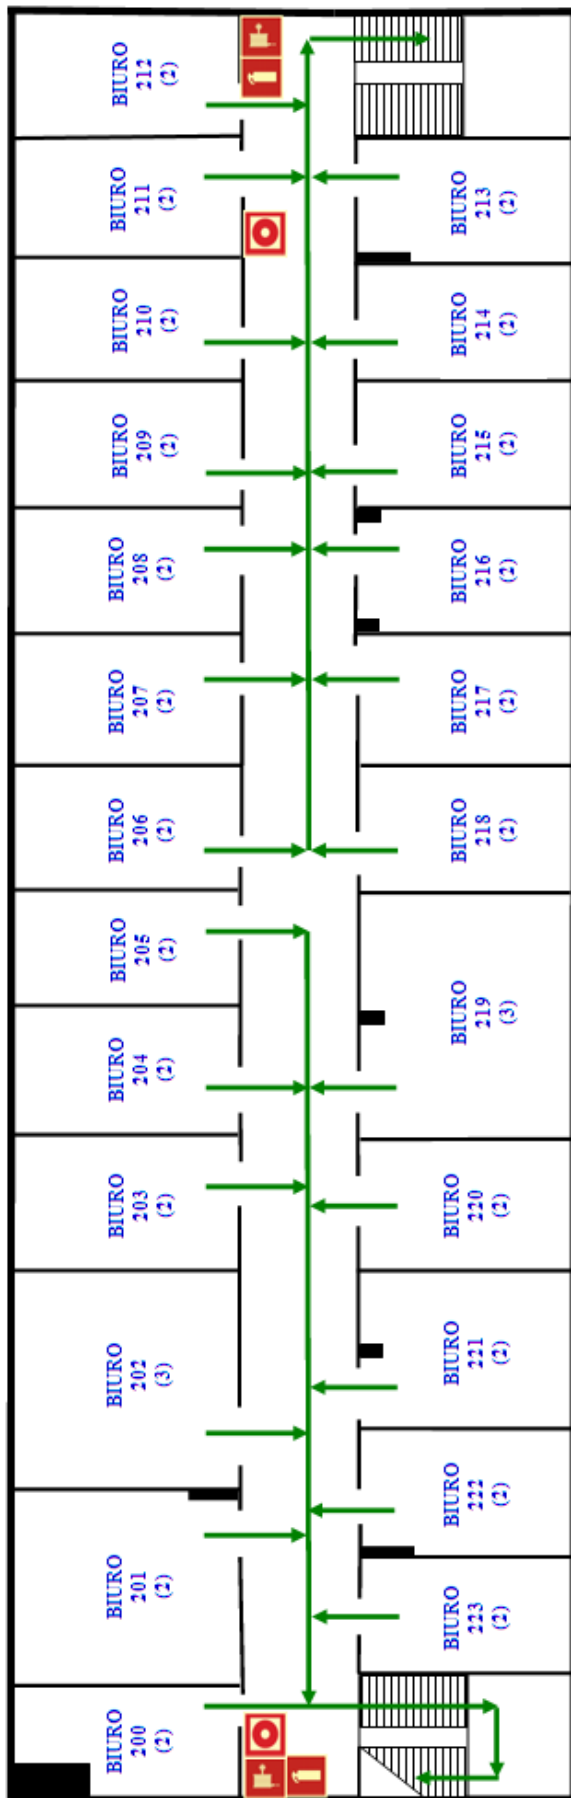 BIURO
212
(2)
BIURO
211
(2)
BIURO
213
(2)
BIURO
210
(2)
BIURO
214
(2)
BIURO
209
(2)
BIURO
215
(2)
BIURO
208
(2)
BIURO
216
(2)
BIURO
207
(2)
BIURO
217
(2)
BIURO
206
(2)
BIURO
218
(2)
BIURO
205
(2)
BIURO
219
(3)
BIURO
204
(2)
BIURO
203
(2)
BIURO
220
(2)
BIURO
202
(3)
BIURO
221
(2)
BIURO
222
(2)
BIURO
201
(2)
BIURO
223
(2)
BIURO
200
(2)